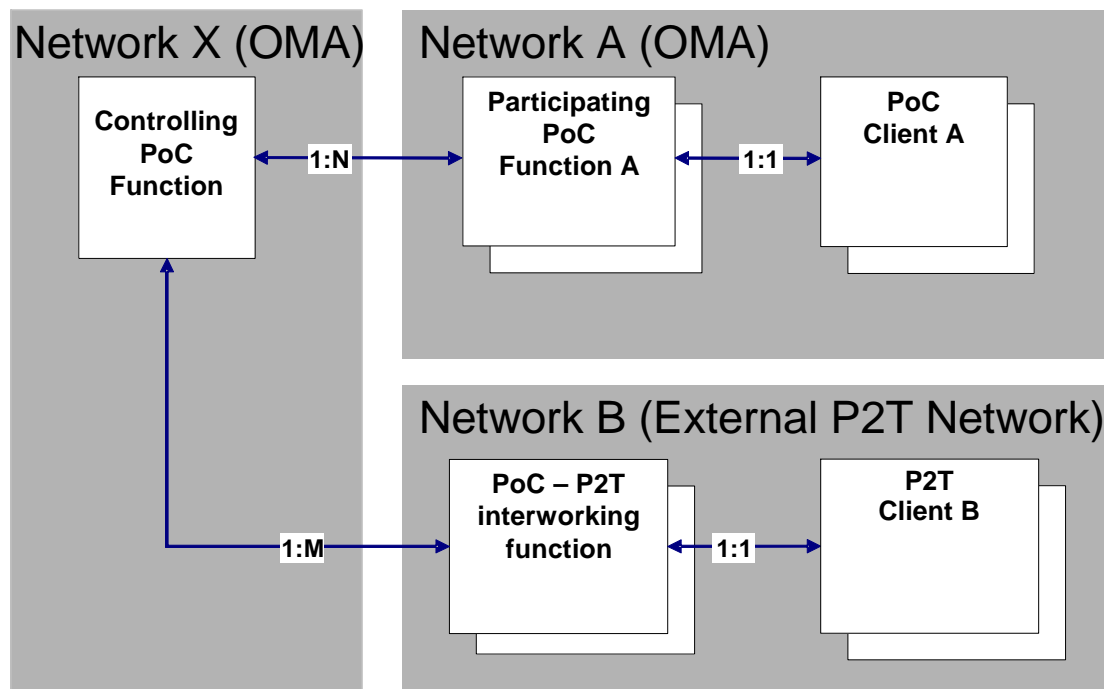 Network X (OMA)
Controlling
PoC
Function
1:N
Network A (OMA)
Participating
PoC
Function A
1:1
PoC
Client A
1:M
Network B (External P2T Network)
PoC – P2T
interworking
function
1:1
P2T
Client B